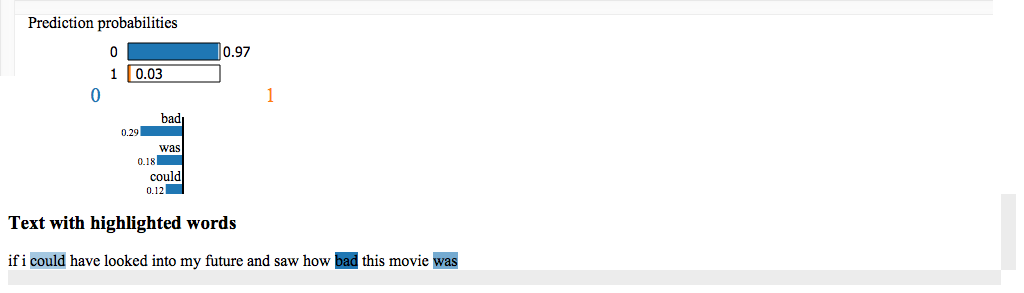 Prediction probabilities
0 0.97
1 0.03
0 1
bad
0.29
was
0.18
could
0.12
Text with highlighted words
if i could have looked into my future and saw how bad this movie was